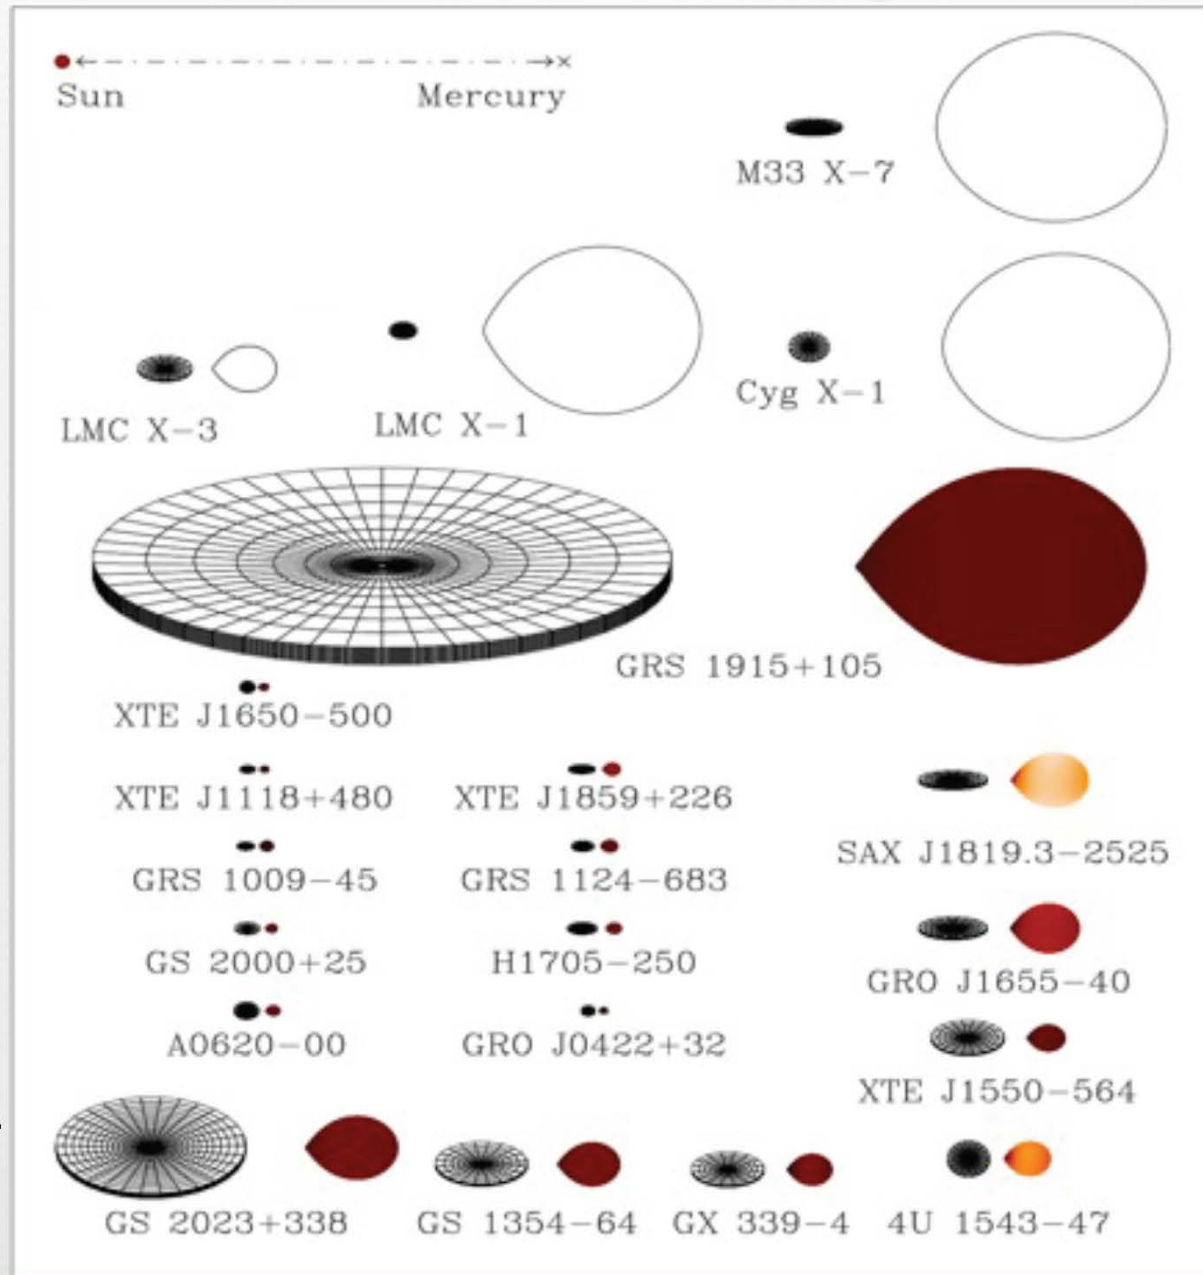 Sun Mercury
M33 X-7
Cyg X-1
LMC X-3 LMC X-1
GRS 1915+105
XTE J1650-500
XTE J1118+480 XTE J1859+226
SAX J1819.3-2525
GRS 1009-45 GRS 1124-683
GS 2000+25 H1705-250
GRO J1655-40
A0620-00 GRO J0422+32
XTE J1550-564
GS 2023+338 GS 1354-64 GX 339-4 4U 1543-47